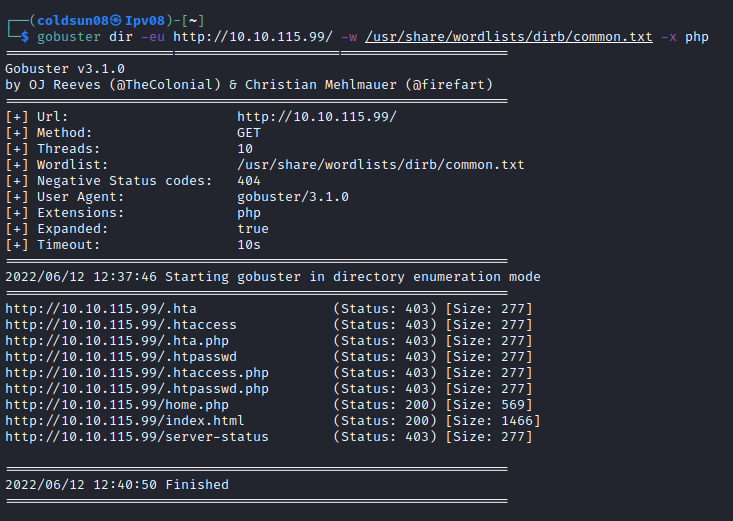 ┌──(coldsun08㉿Ipv08)-[~]
└─$ gobuster dir -eu http://10.10.115.99/ -w /usr/share/wordlists/dirb/common.txt -x php
===============================================================
Gobuster v3.1.0
by OJ Reeves (@TheColonial) & Christian Mehlmauer (@firefart)
===============================================================
[+] Url:                     http://10.10.115.99/
[+] Method:                  GET
[+] Threads:                 10
[+] Wordlist:                /usr/share/wordlists/dirb/common.txt
[+] Negative Status codes:   404
[+] User Agent:              gobuster/3.1.0
[+] Extensions:              php
[+] Expanded:                true
[+] Timeout:                 10s
===============================================================
2022/06/12 12:37:46 Starting gobuster in directory enumeration mode
===============================================================
http://10.10.115.99/.hta                 (Status: 403) [Size: 277]
http://10.10.115.99/.htaccess            (Status: 403) [Size: 277]
http://10.10.115.99/.hta.php             (Status: 403) [Size: 277]
http://10.10.115.99/.htpasswd            (Status: 403) [Size: 277]
http://10.10.115.99/.htaccess.php        (Status: 403) [Size: 277]
http://10.10.115.99/.htpasswd.php        (Status: 403) [Size: 277]
http://10.10.115.99/home.php             (Status: 200) [Size: 569]
http://10.10.115.99/index.html           (Status: 200) [Size: 1466]
http://10.10.115.99/server-status        (Status: 403) [Size: 277]
===============================================================
2022/06/12 12:40:50 Finished
===============================================================